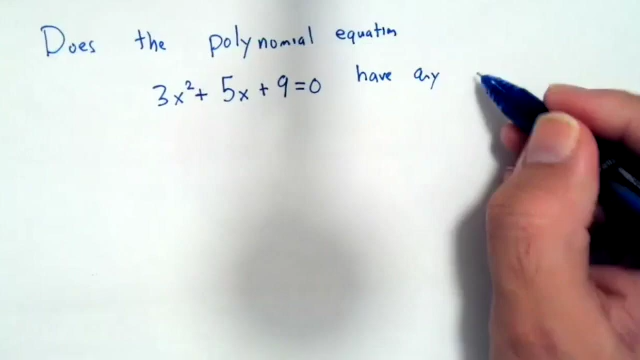 Does the polynomial equation
3x² + 5x + 9 = 0 have any